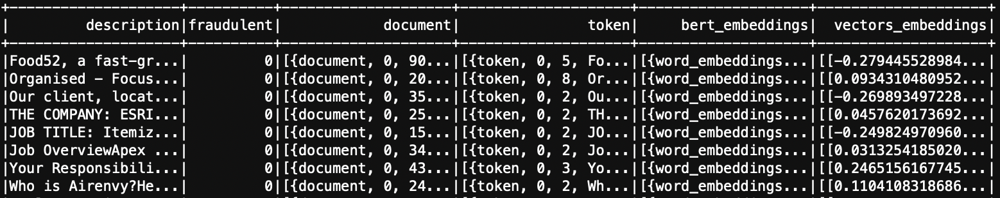 +--------------------+----------+--------------------+--------------------+--------------------+--------------------+
|         description|fraudulent|            document|               token|     bert_embeddings|  vectors_embeddings|
+--------------------+----------+--------------------+--------------------+--------------------+--------------------+
|Food52, a fast-gr...|         0|[{document, 0, 90...|[{token, 0, 5, Fo...|[{word_embeddings...|[[-0.279445528984...|
|Organised - Focus...|         0|[{document, 0, 20...|[{token, 0, 8, Or...|[{word_embeddings...|[[0.0934310480952...|
|Our client, locat...|         0|[{document, 0, 35...|[{token, 0, 2, Ou...|[{word_embeddings...|[[-0.269893497228...|
|THE COMPANY: ESRI...|         0|[{document, 0, 25...|[{token, 0, 2, TH...|[{word_embeddings...|[[0.0457620173692...|
|JOB TITLE: Itemiz...|         0|[{document, 0, 15...|[{token, 0, 2, JO...|[{word_embeddings...|[[-0.249824970960...|
|Job OverviewApex ...|         0|[{document, 0, 34...|[{token, 0, 2, Jo...|[{word_embeddings...|[[0.0313254185020...|
|Your Responsibili...|         0|[{document, 0, 43...|[{token, 0, 3, Yo...|[{word_embeddings...|[[0.2465156167745...|
|Who is Airenvy?He...|         0|[{document, 0, 24...|[{token, 0, 2, Wh...|[{word_embeddings...|[[0.1104108318686...|